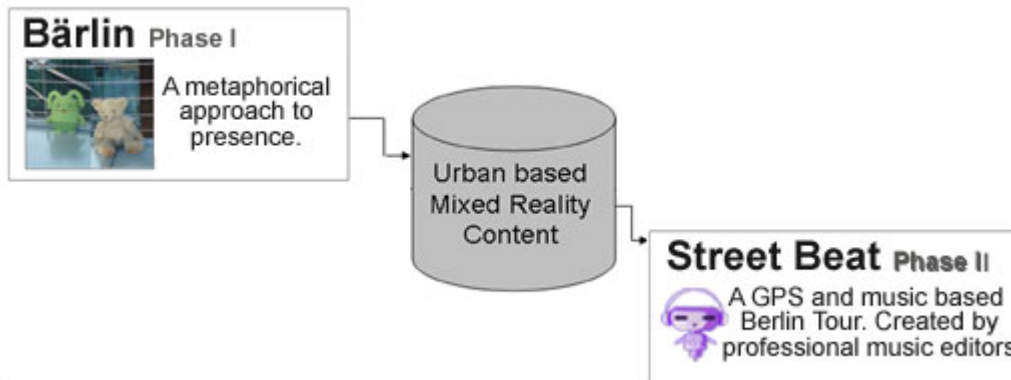 Bärlin Phase I
A metaphorical
approach to
presence.
Urban based
Mixed Reality
Content
Street Beat Phase II
A GPS and music based
Berlin Tour. Created by
professional music editors